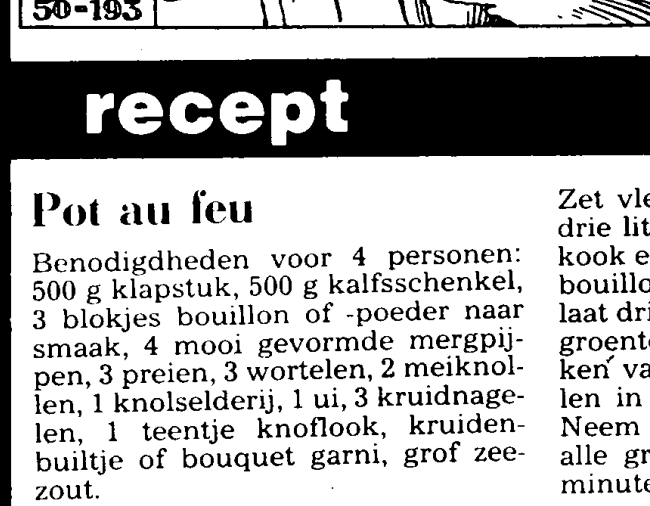 50-193
recept
Pot au feu
Benodigdheden voor 4 personen:
500 g klapstuk, 500 g kalfsschenkel,
3 blokjes bouillon of -poeder naar
smaak, 4 mooi gevormde mergpij-
pen, 3 preien, 3 wortelen, 2 meiknol-
len, 1 knolselderij, 1 ui, 3 kruidnage-
len, 1 teentje knoflook, kruiden-
builtje of bouquet garni, grof zee-
zout.
Zet vle
drie lit
kook e
bouillo
laat dri
groente
ken va
len in
Neem
alle gr
minute